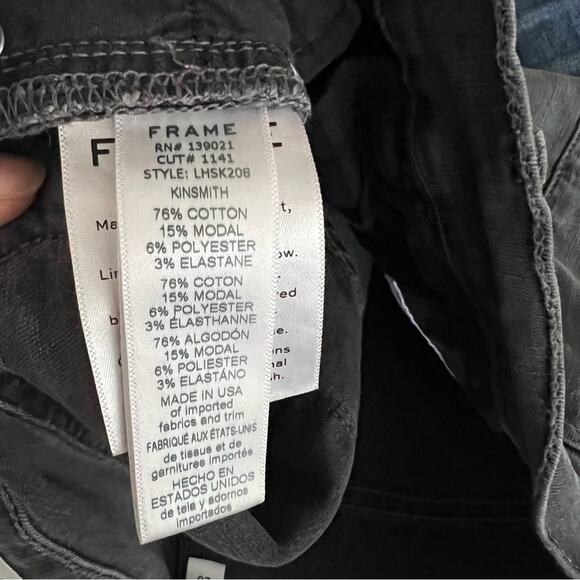 FRAME
RN# 139021
CUT# 1141
STYLE: LHSK208
KINSMITH
76% COTTON
15% MODAL
6% POLYESTER
3% ELASTANE
76% COTON
15% MODAL
6% POLYESTER
3% ÉLASTHANNE
76% ALGODÓN
15% MODAL
6% POLIESTER
3% ELASTÁNO
MADE IN USA
of imported
fabrics and trim
FABRIQUÉ AUX ÉTATS-UNIS
de tissus et de
garnitures importés
HECHO EN
ESTADOS UNIDOS
de tela y adornos
importados